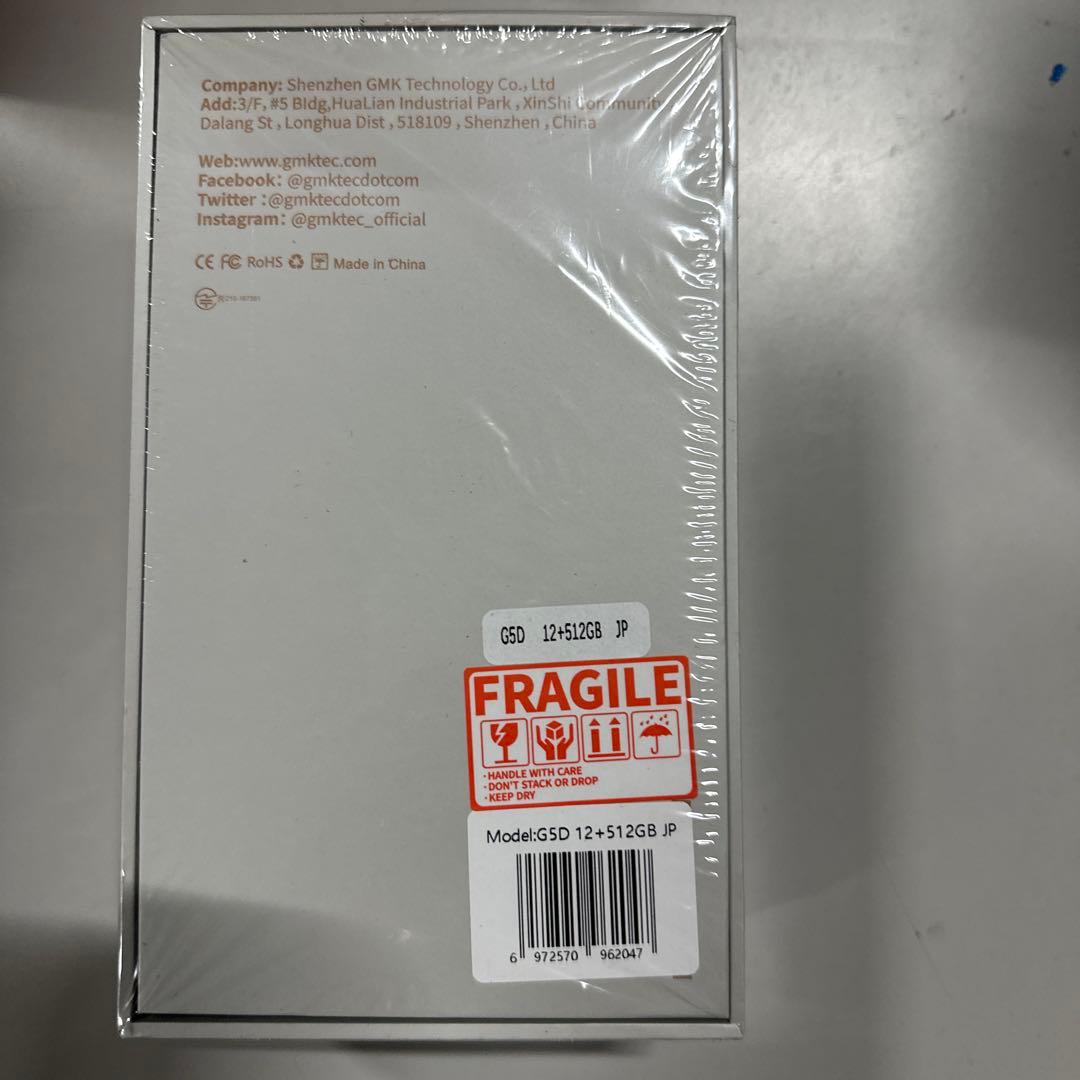 Company: Shenzhen GMK Technology Co., Ltd
Add:3/F, #5 Bldg,HuaLian Industrial Park , XinShi Communit
Dalang St , Longhua Dist , 518109 , Shenzhen , China
Web:www.gmktec.com
Facebook: @gmktecdotcom
Twitter :@gmktecdotcom
Instagram: @gmktec_official
CE FC RoHS Made in China
G5D 12+512GB JP
FRAGILE
·HANDLE WITH CARE
·DON'T STACK OR DROP
·KEEP DRY
Model:G5D 12+512GB JP
6 972570 962047